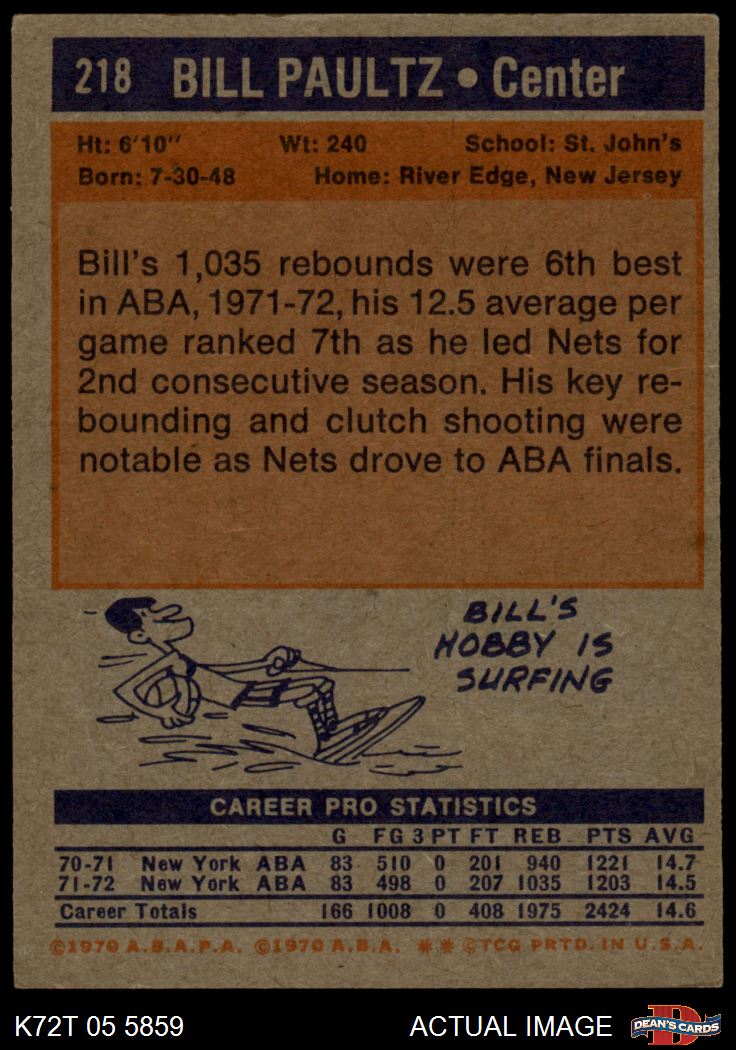 218 BILL PAULTZ • Center
Ht: 6'10" Wt: 240 School: St. John's
Born: 7-30-48 Home: River Edge, New Jersey
Bill's 1,035 rebounds were 6th best
in ABA, 1971-72, his 12.5 average per
game ranked 7th as he led Nets for
2nd consecutive season. His key re-
bounding and clutch shooting were
notable as Nets drove to ABA finals.
BILL'S
HOBBY IS
SURFING
CAREER PRO STATISTICS
G FG 3PT FT REB PTS AVG
70-71 New York ABA 83 510 0 201 940 1221 14.7
71-72 New York ABA 83 498 0 207 1035 1203 14.5
Career Totals 166 1008 0 408 1975 2424 14.6
©1970 A.B.A.P.A. ©1970 A.B.A. ✱✱ ©TCG PRTD. IN U.S.A.
K72T 05 5859 ACTUAL IMAGE DEAN'S CARDS